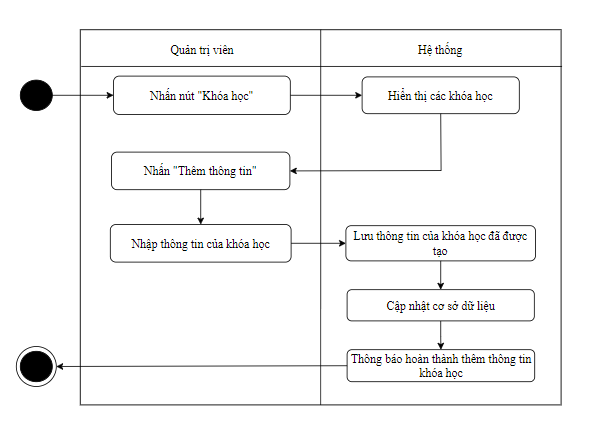 Quản trị viên
Hệ thống
Nhấn nút "Khóa học"
Hiển thị các khóa học
Nhấn "Thêm thông tin"
Nhập thông tin của khóa học
Lưu thông tin của khóa học đã được
tạo
Cập nhật cơ sở dữ liệu
Thông báo hoàn thành thêm thông tin
khóa học